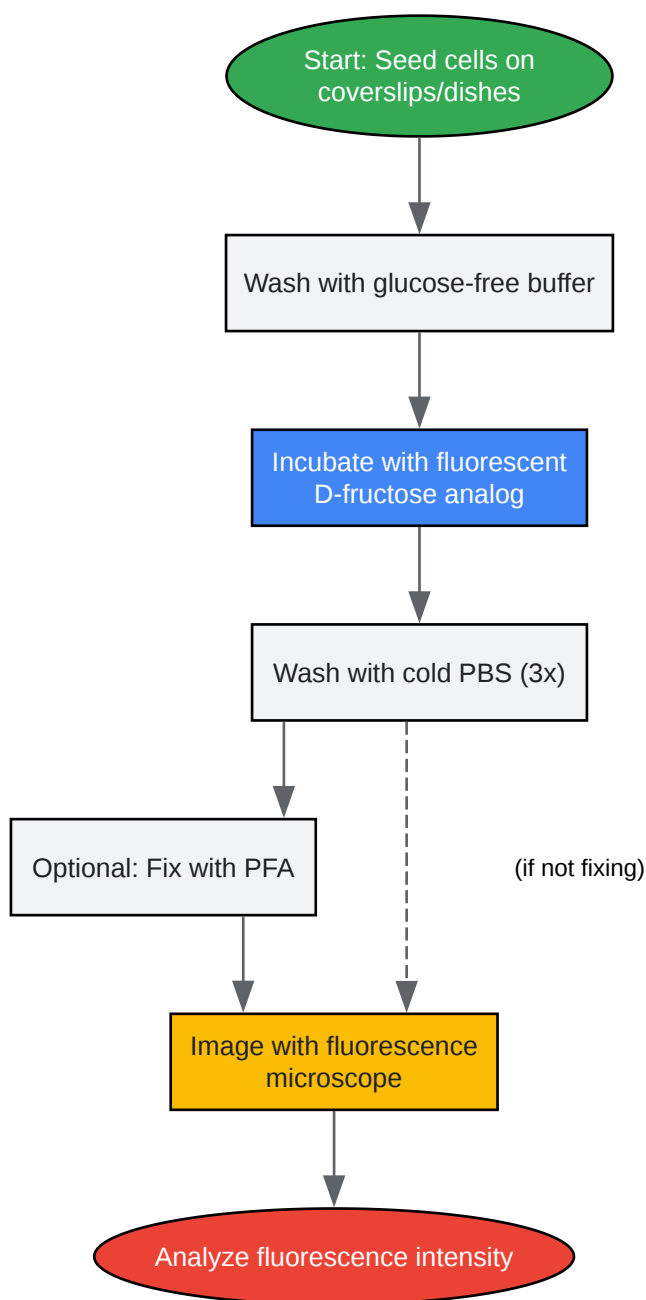 Start: Seed cells on
coverslips/dishes
Wash with glucose-free buffer
Incubate with fluorescent
D-fructose analog
Wash with cold PBS (3x)
Optional: Fix with PFA
(if not fixing)
Image with fluorescence
microscope
Analyze fluorescence intensity